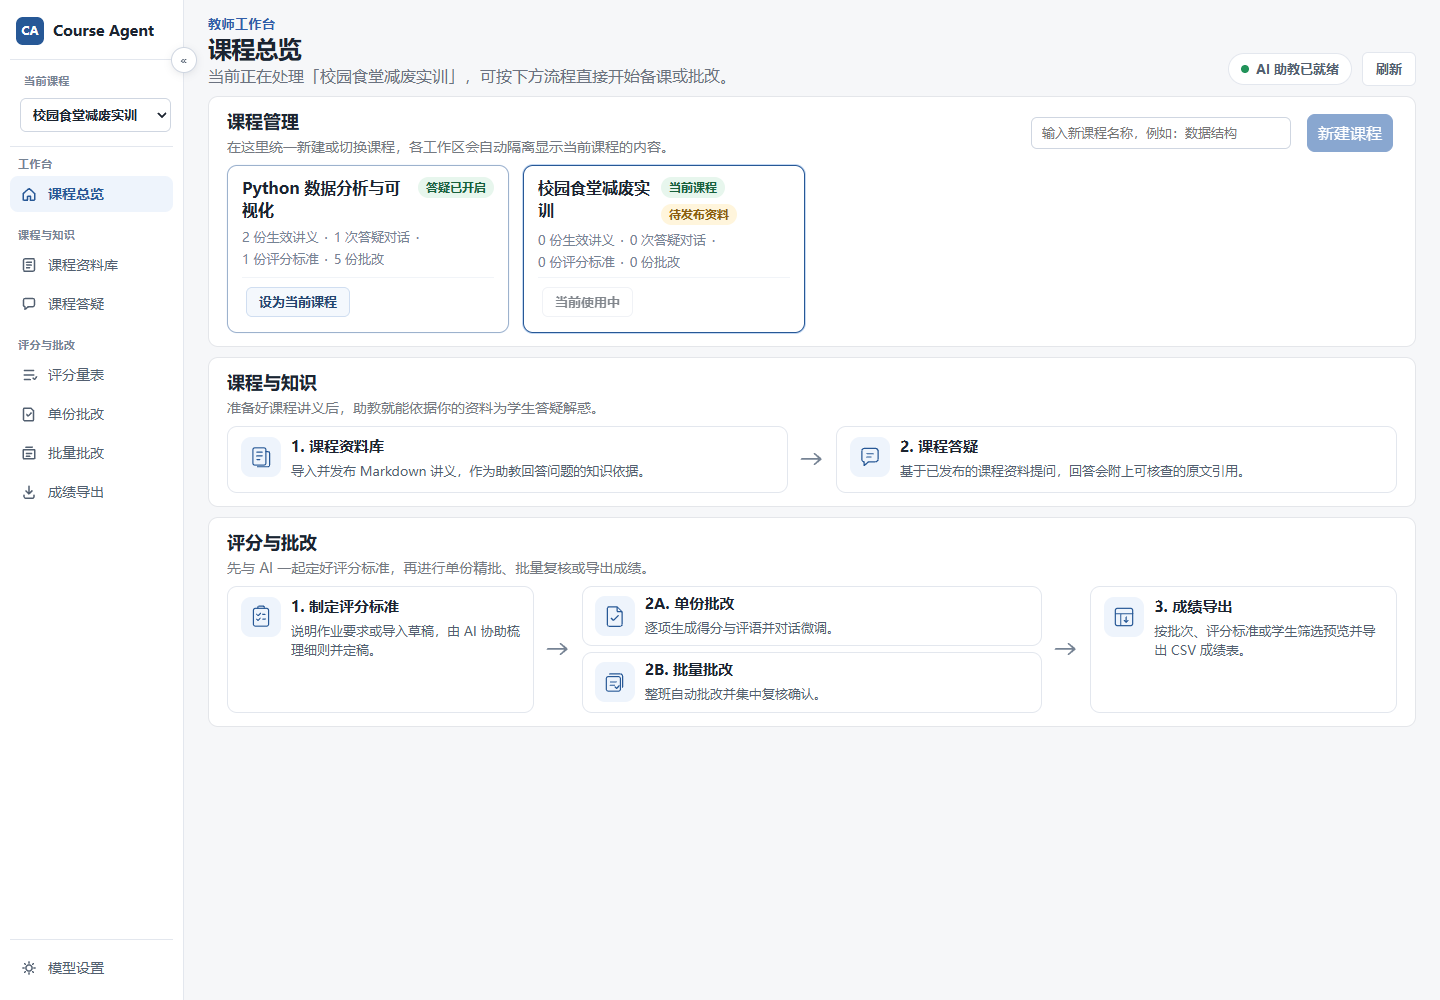 CA Course Agent
«
当前课程
校园食堂减废实训
工作台
课程总览
课程与知识
课程资料库
课程答疑
评分与批改
评分量表
单份批改
批量批改
成绩导出
模型设置
教师工作台
课程总览
当前正在处理「校园食堂减废实训」，可按下方流程直接开始备课或批改。
AI 助教已就绪
刷新
课程管理
在这里统一新建或切换课程，各工作区会自动隔离显示当前课程的内容。
输入新课程名称，例如：数据结构
新建课程
Python 数据分析与可
视化
答疑已开启
2 份生效讲义 · 1 次答疑对话 ·
1 份评分标准 · 5 份批改
设为当前课程
校园食堂减废实
训
当前课程
待发布资料
0 份生效讲义 · 0 次答疑对话 ·
0 份评分标准 · 0 份批改
当前使用中
课程与知识
准备好课程讲义后，助教就能依据你的资料为学生答疑解惑。
1. 课程资料库
导入并发布 Markdown 讲义，作为助教回答问题的知识依据。
2. 课程答疑
基于已发布的课程资料提问，回答会附上可核查的原文引用。
评分与批改
先与 AI 一起定好评分标准，再进行单份精批、批量复核或导出成绩。
1. 制定评分标准
说明作业要求或导入草稿，由 AI 协助梳
理细则并定稿。
2A. 单份批改
逐项生成得分与评语并对话微调。
2B. 批量批改
整班自动批改并集中复核确认。
3. 成绩导出
按批次、评分标准或学生筛选预览并导
出 CSV 成绩表。